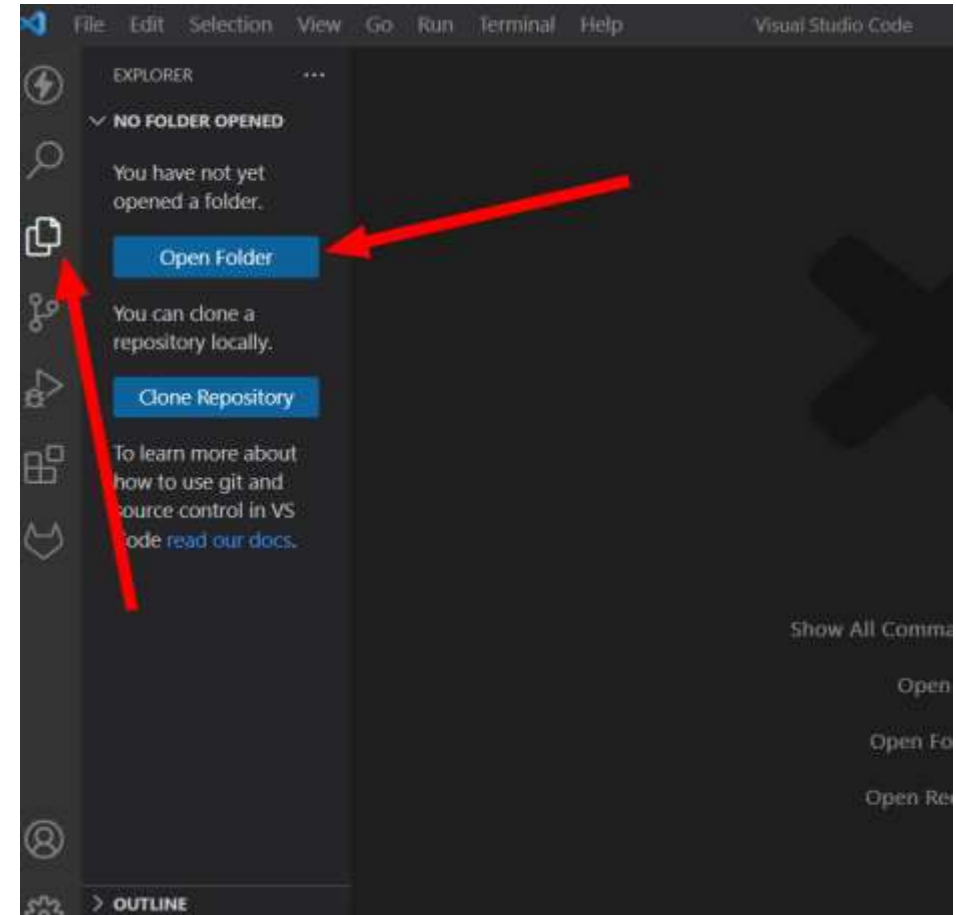 File Edit Selection View Go Run Terminal Help Visual Studio Code
EXPLORER
NO FOLDER OPENED
You have not yet
opened a folder.
Open Folder
You can clone a
repository locally.
Clone Repository
To learn more about
how to use git and
source control in VS
Code read our docs.
Show All Comma
Open
Open Fo
Open Rec
OUTLINE